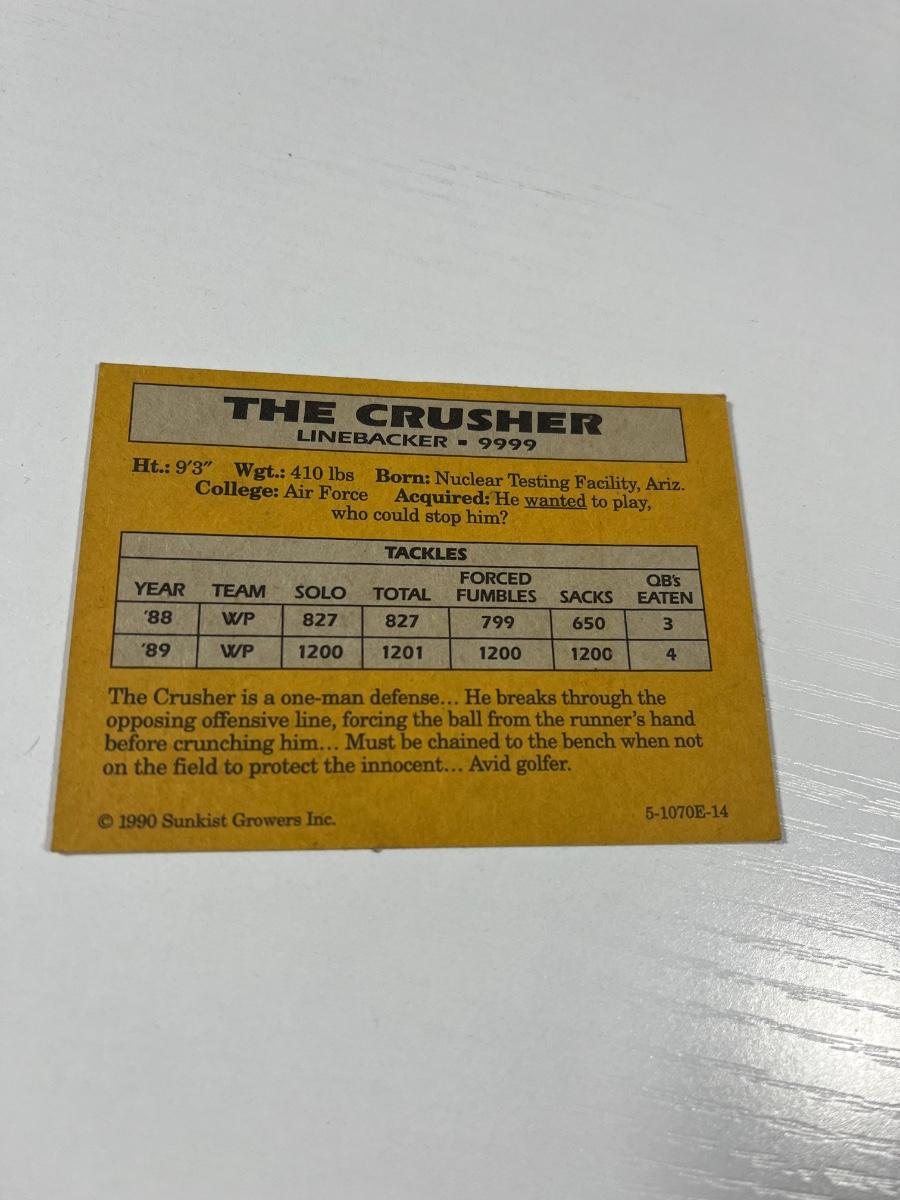 THE CRUSHER
LINEBACKER ▪ 9999
Ht.: 9'3″ Wgt.: 410 lbs Born: Nuclear Testing Facility, Ariz.
College: Air Force Acquired: He wanted to play,
who could stop him?
TACKLES
YEAR TEAM SOLO TOTAL FORCED FUMBLES SACKS QB's EATEN
'88 WP 827 827 799 650 3
'89 WP 1200 1201 1200 1200 4
The Crusher is a one-man defense... He breaks through the
opposing offensive line, forcing the ball from the runner's hand
before crunching him... Must be chained to the bench when not
on the field to protect the innocent... Avid golfer.
© 1990 Sunkist Growers Inc.
5-1070E-14